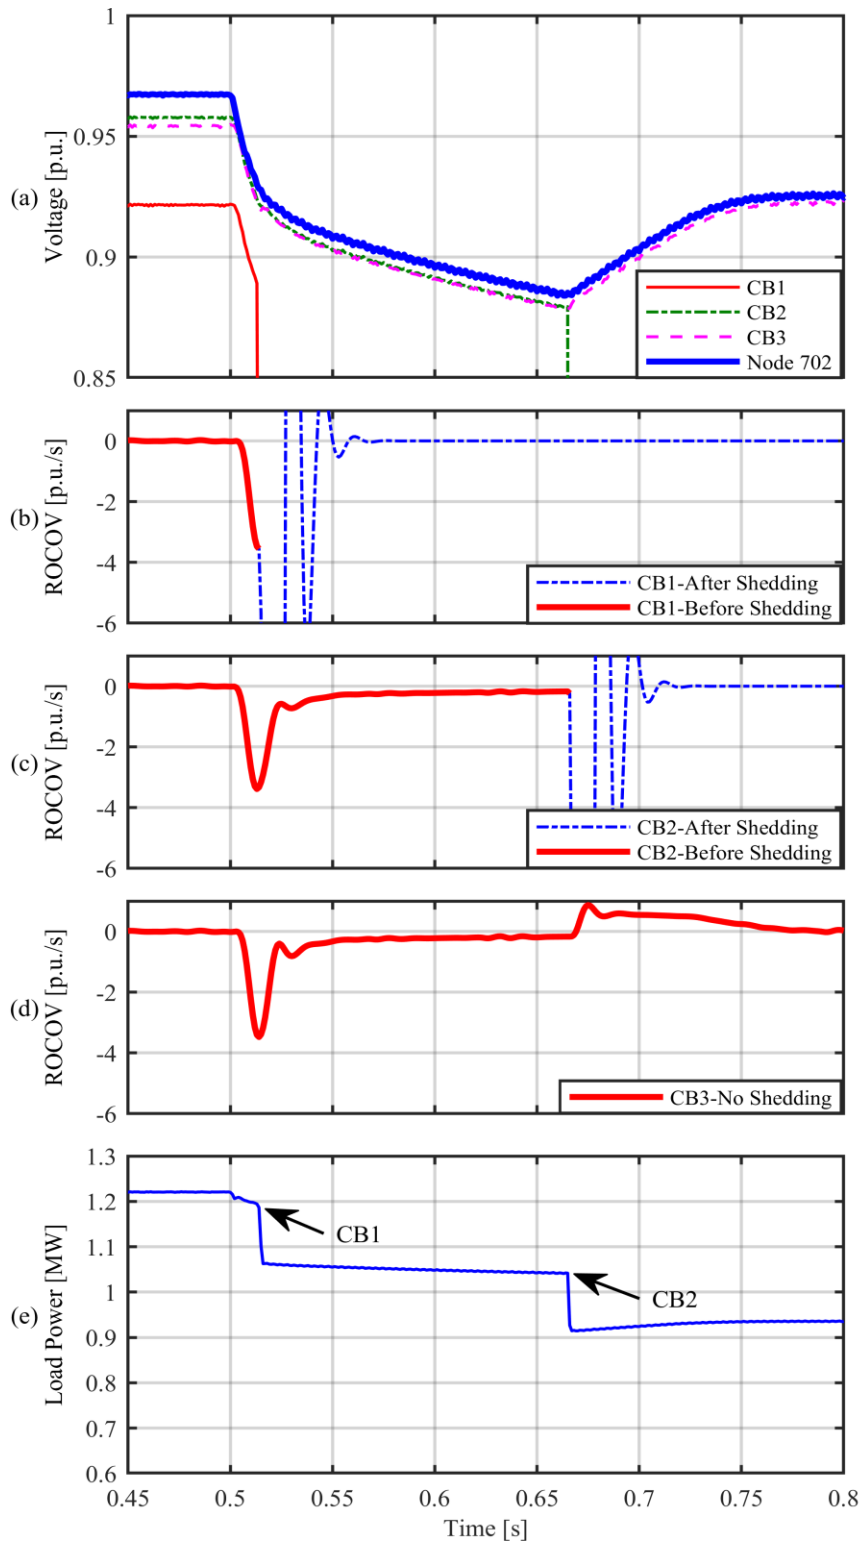 1
0.95
(a)
Voltage [p.u.]
0.9
CB1
CB2
CB3
Node 702
0.85
0
-2
(b)
ROCOV [p.u./s]
-4
CB1-After Shedding
CB1-Before Shedding
-6
0
-2
(c)
ROCOV [p.u./s]
-4
CB2-After Shedding
CB2-Before Shedding
-6
0
-2
(d)
ROCOV [p.u./s]
-4
CB3-No Shedding
-6
1.3
1.2
CB1
1.1
1
CB2
(e)
Load Power [MW]
0.9
0.8
0.7
0.6
0.45 0.5 0.55 0.6 0.65 0.7 0.75 0.8
Time [s]